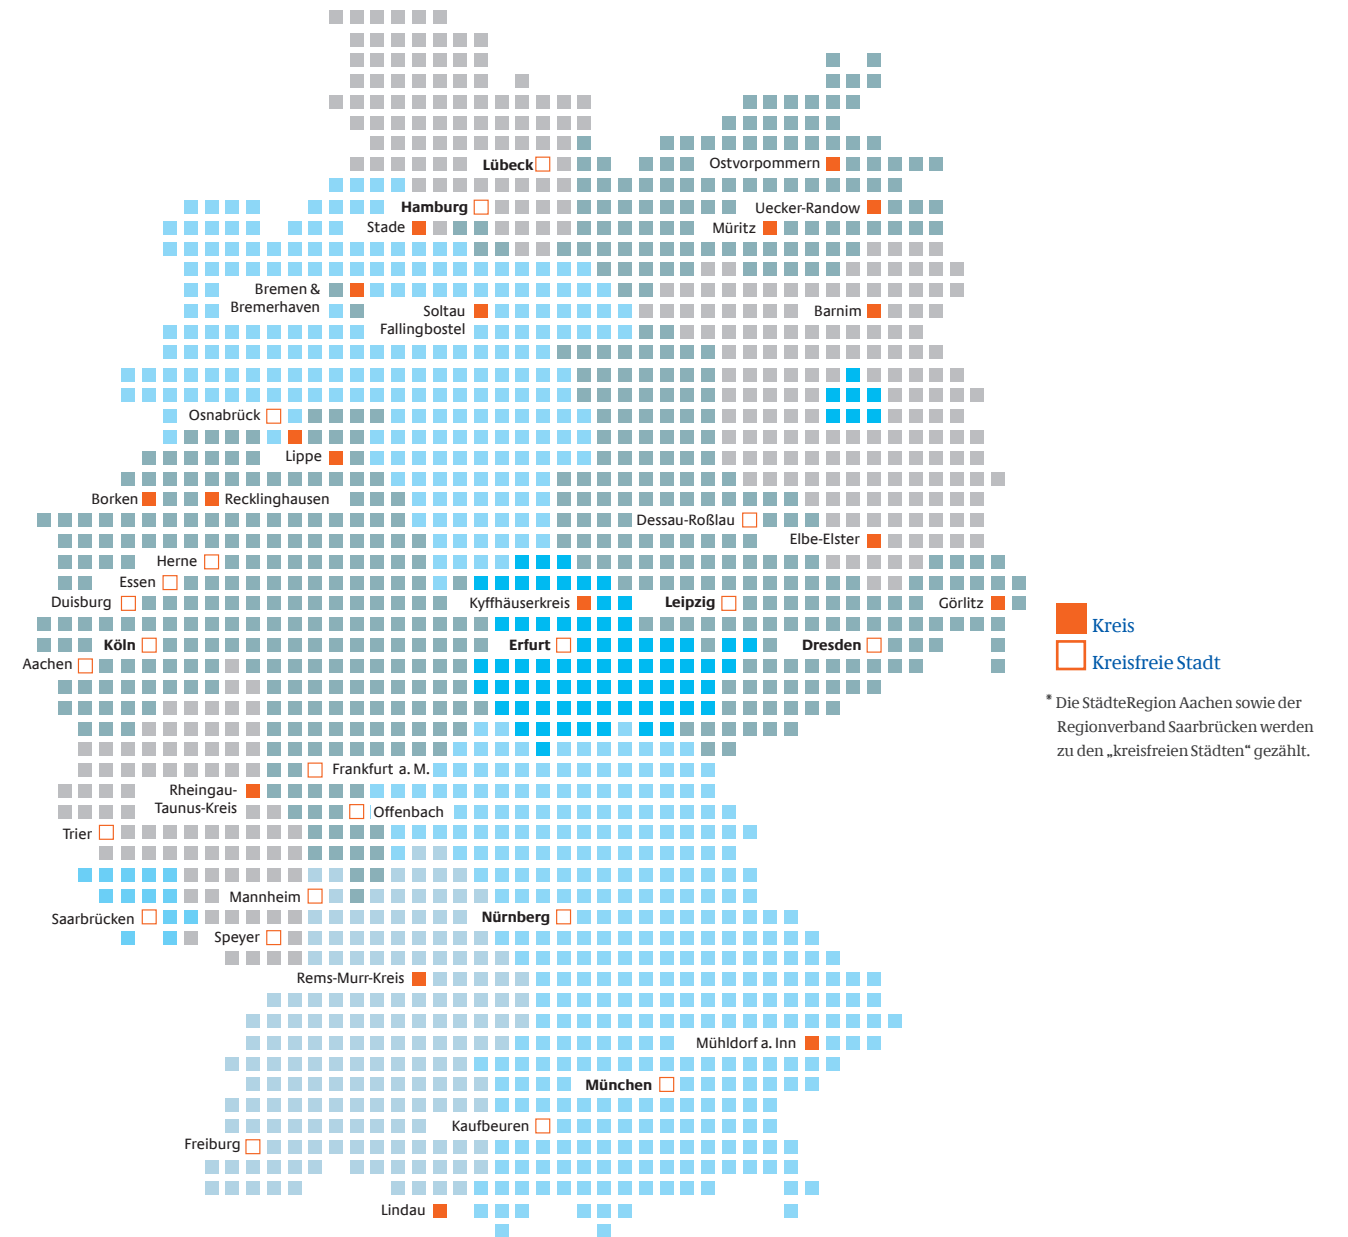 Lübeck
Ostvorpommern
Hamburg
Uecker-Randow
Stade
Müritz
Bremen &
Bremerhaven
Soltau
Fallingbostel
Barnim
Osnabrück
Lippe
Borken
Recklinghausen
Dessau-Roßlau
Elbe-Elster
Herne
Essen
Duisburg
Kyffhäuserkreis
Leipzig
Görlitz
Köln
Erfurt
Dresden
Aachen
Kreis
Kreisfreie Stadt
* Die StädteRegion Aachen sowie der
Regionverband Saarbrücken werden
zu den „kreisfreien Städten“ gezählt.
Frankfurt a. M.
Rheingau-
Taunus-Kreis
Offenbach
Trier
Mannheim
Saarbrücken
Nürnberg
Speyer
Rems-Murr-Kreis
Mühldorf a. Inn
München
Kaufbeuren
Freiburg
Lindau